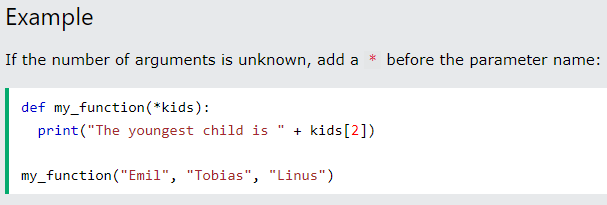 Example
If the number of arguments is unknown, add a * before the parameter name:
def my_function(*kids):
  print("The youngest child is " + kids[2])
my_function("Emil", "Tobias", "Linus")